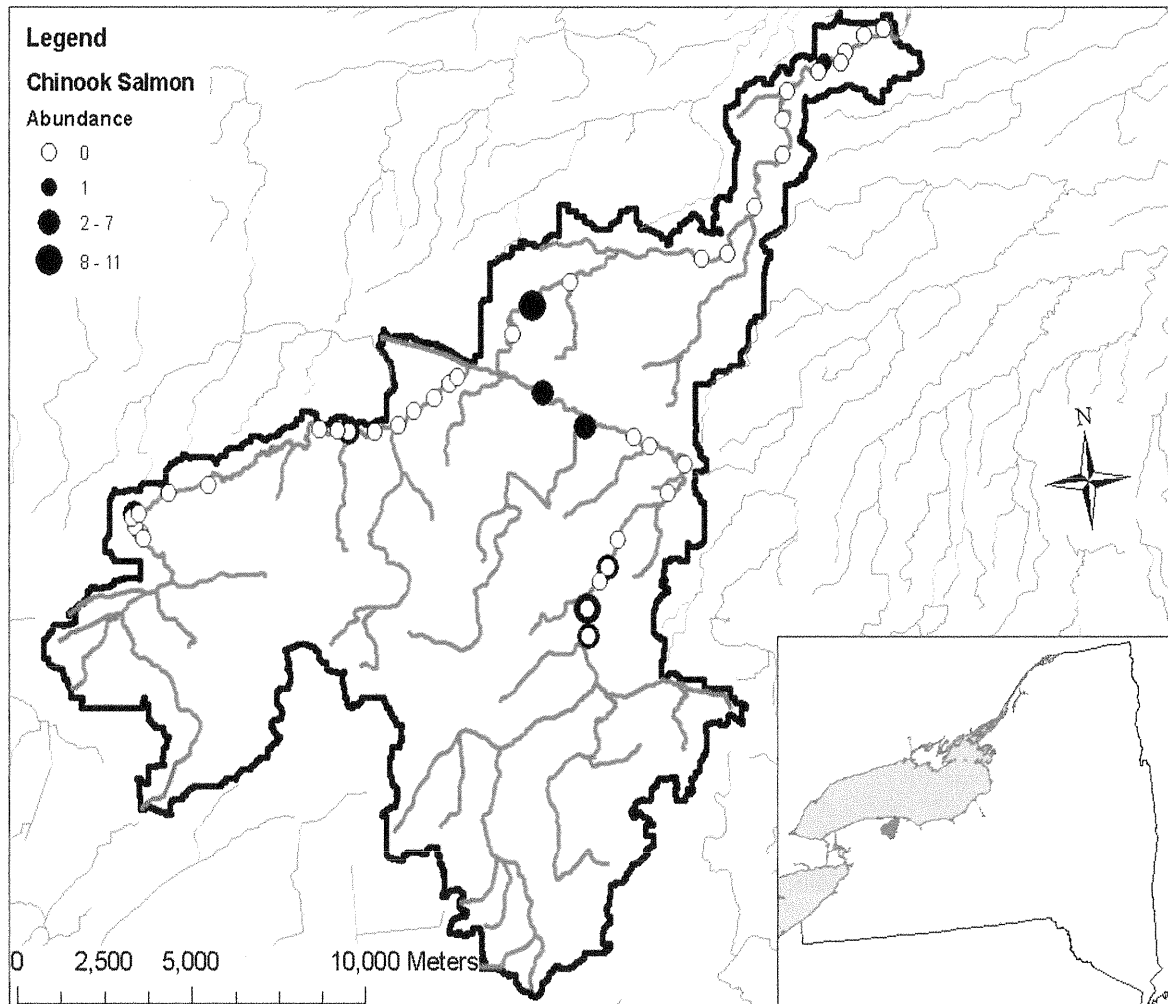 Legend
Chinook Salmon
Abundance
0
1
2 - 7
8 - 11
N
0 2,500 5,000 10,000 Meters